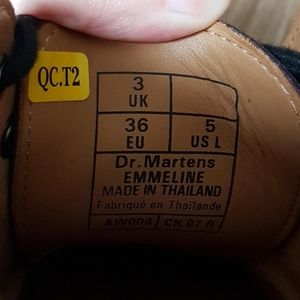 QC.T2
3
UK
36 5
EU US L
Dr. Martens
EMMELINE
MADE IN THAILAND
Fabriqué en Thaïlande
AW004 CK 07 R